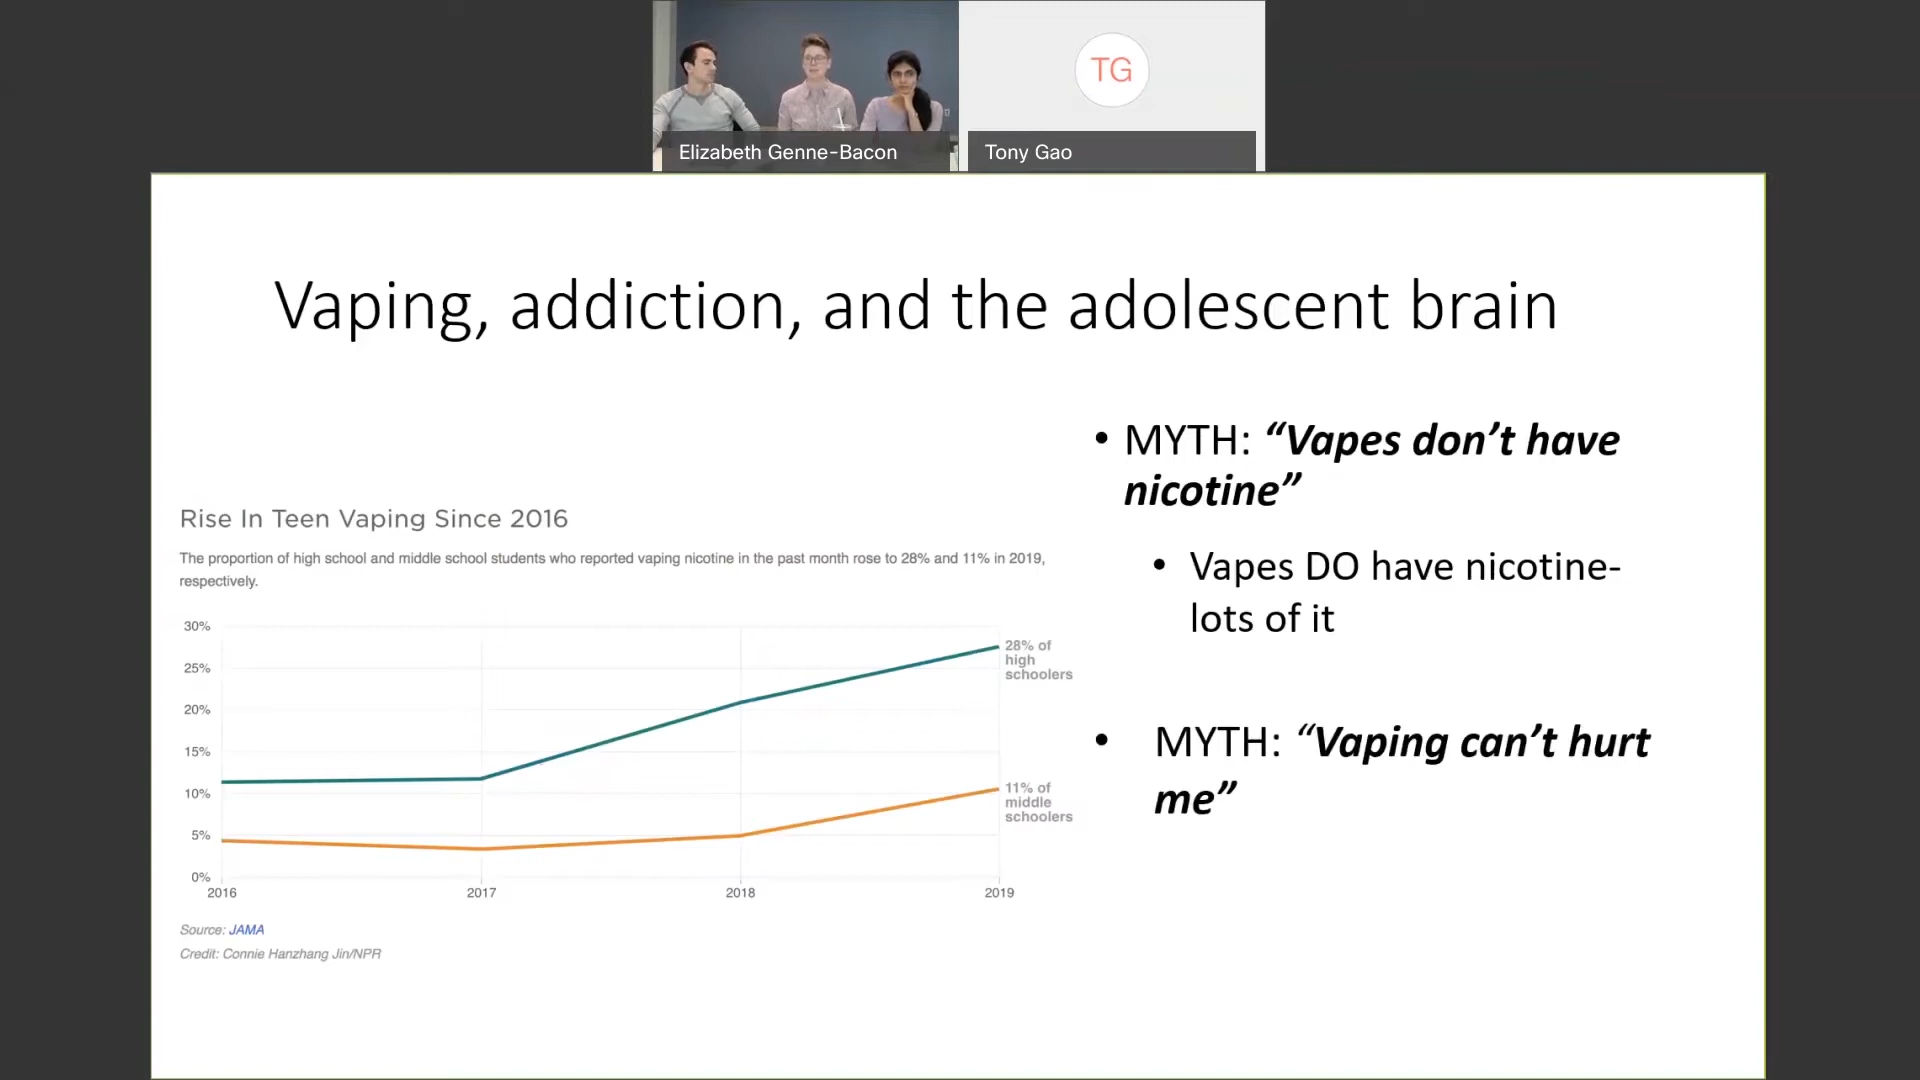 TG
Elizabeth Genne-Bacon
Tony Gao
Vaping, addiction, and the adolescent brain
Rise In Teen Vaping Since 2016
The proportion of high school and middle school students who reported vaping nicotine in the past month rose to 28% and 11% in 2019,
respectively.
30%
25%
20%
15%
10%
5%
0%
2016
2017
2018
2019
28% of
high
schoolers
11% of
middle
schoolers
Source: JAMA
Credit: Connie Hanzhang Jin/NPR
• MYTH: “Vapes don’t have
nicotine”
• Vapes DO have nicotine-
lots of it
• MYTH: “Vaping can’t hurt
me”